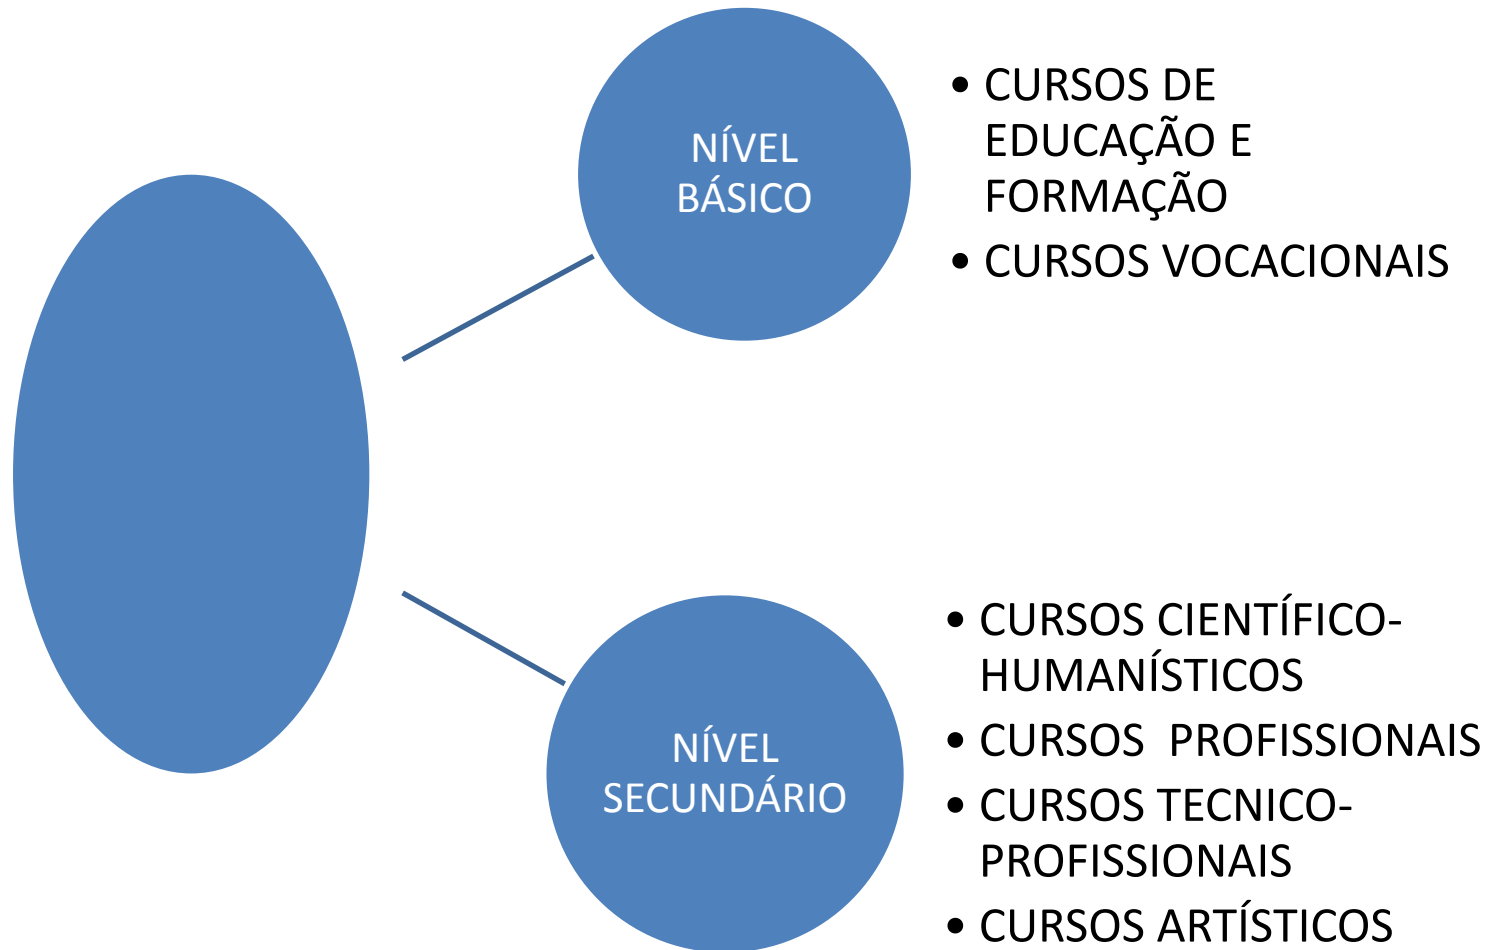 NÍVEL
BÁSICO
• CURSOS DE
EDUCAÇÃO E
FORMAÇÃO
• CURSOS VOCACIONAIS
NÍVEL
SECUNDÁRIO
• CURSOS CIENTÍFICO-
HUMANÍSTICOS
• CURSOS  PROFISSIONAIS
• CURSOS TECNICO-
PROFISSIONAIS
• CURSOS ARTÍSTICOS